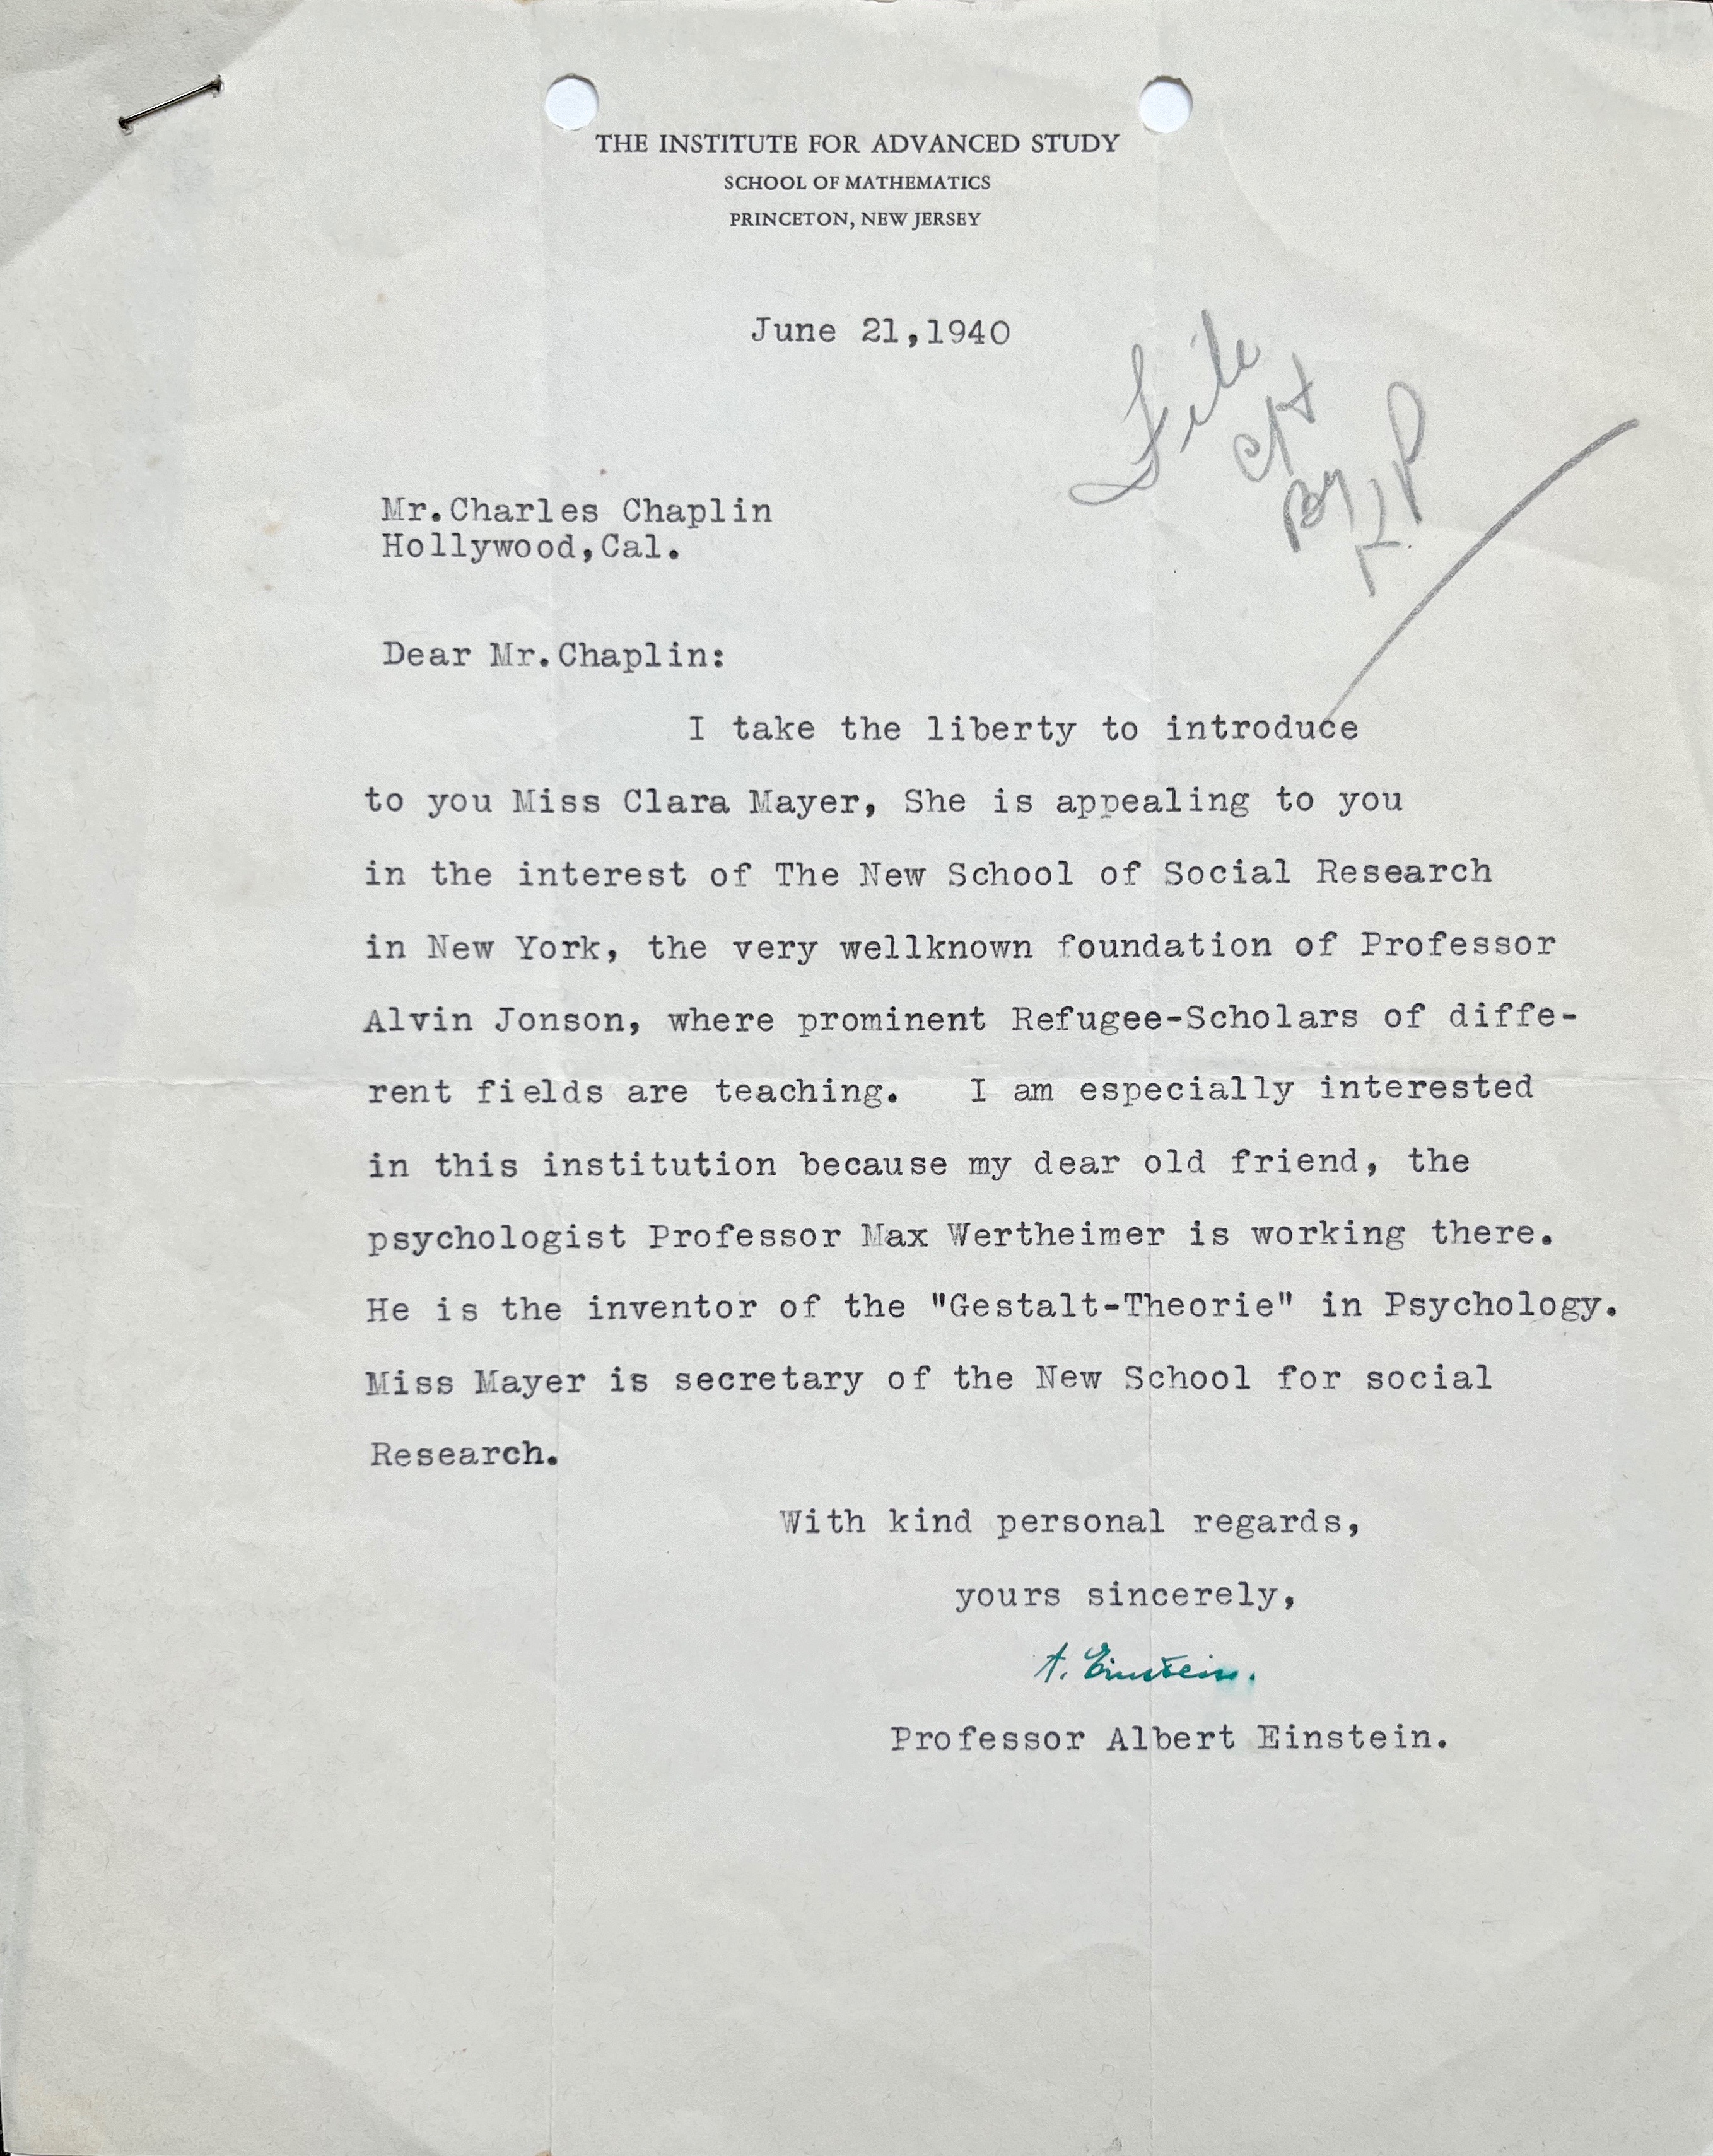 THE INSTITUTE FOR ADVANCED STUDY
SCHOOL OF MATHEMATICS
PRINCETON, NEW JERSEY
June 21,1940
File
By
KP
Mr.Charles Chaplin
Hollywood,Cal.
Dear Mr.Chaplin:
I take the liberty to introduce
to you Miss Clara Mayer, She is appealing to you
in the interest of The New School of Social Research
in New York, the very wellknown foundation of Professor
Alvin Jonson, where prominent Refugee-Scholars of diffe-
rent fields are teaching. I am especially interested
in this institution because my dear old friend, the
psychologist Professor Max Wertheimer is working there.
He is the inventor of the "Gestalt-Theorie" in Psychology.
Miss Mayer is secretary of the New School for social
Research.
With kind personal regards,
yours sincerely,
A. Einstein.
Professor Albert Einstein.